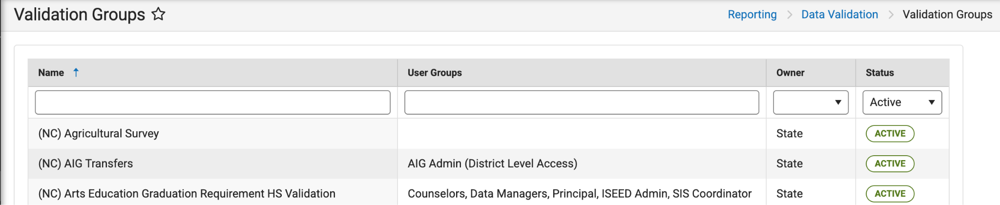 Validation Groups
Reporting > Data Validation > Validation Groups
Name ↑ User Groups Owner Status
Active
(NC) Agricultural Survey State ACTIVE
(NC) AIG Transfers AIG Admin (District Level Access) State ACTIVE
(NC) Arts Education Graduation Requirement HS Validation Counselors, Data Managers, Principal, ISEED Admin, SIS Coordinator State ACTIVE